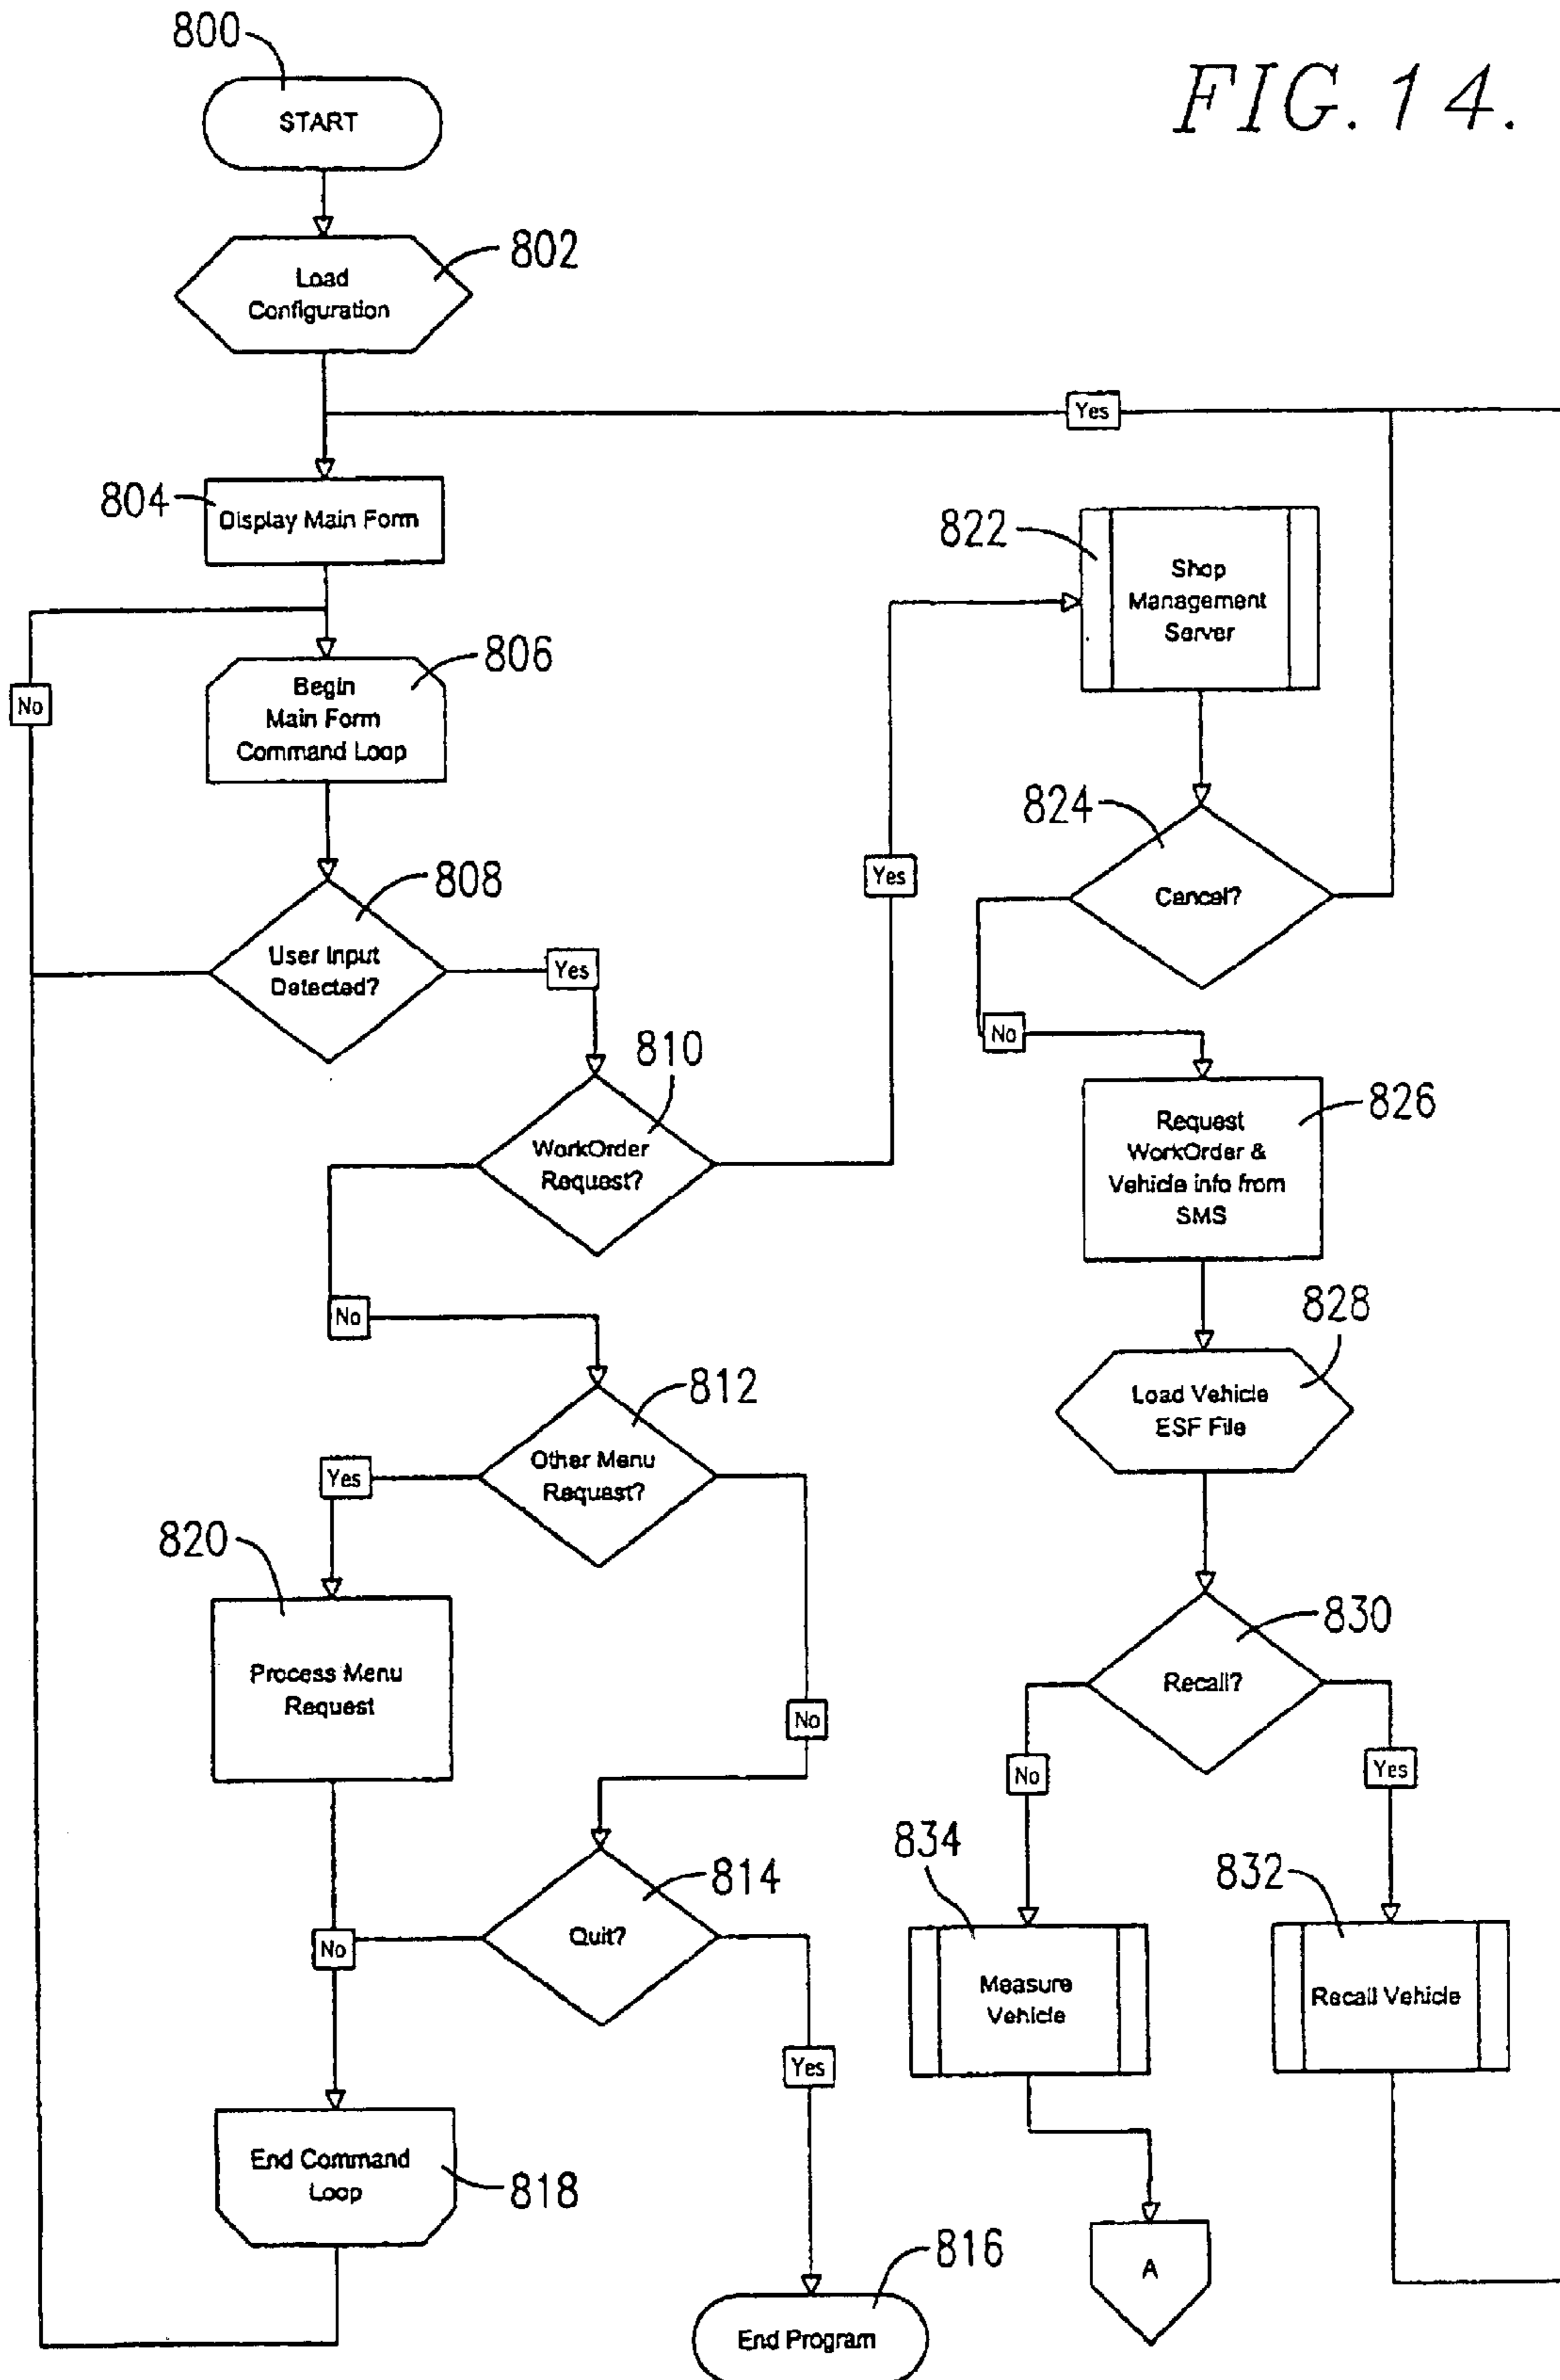 800
FIG. 14.
START
802
Load
Configuration
Yes
804
Display Main Form
822
Shop
Management
Server
806
Begin
Main Form
Command Loop
No
824
Cancel?
Yes
808
User Input
Detected?
Yes
No
810
WorkOrder
Request?
826
Request
WorkOrder &
Vehicle info from
SMS
No
828
Load Vehicle
ESF File
812
Other Menu
Request?
Yes
820
Process Menu
Request
No
830
Recall?
No
Yes
814
Quit?
No
834
Measure
Vehicle
832
Recall Vehicle
Yes
End Command
Loop
818
816
End Program
A